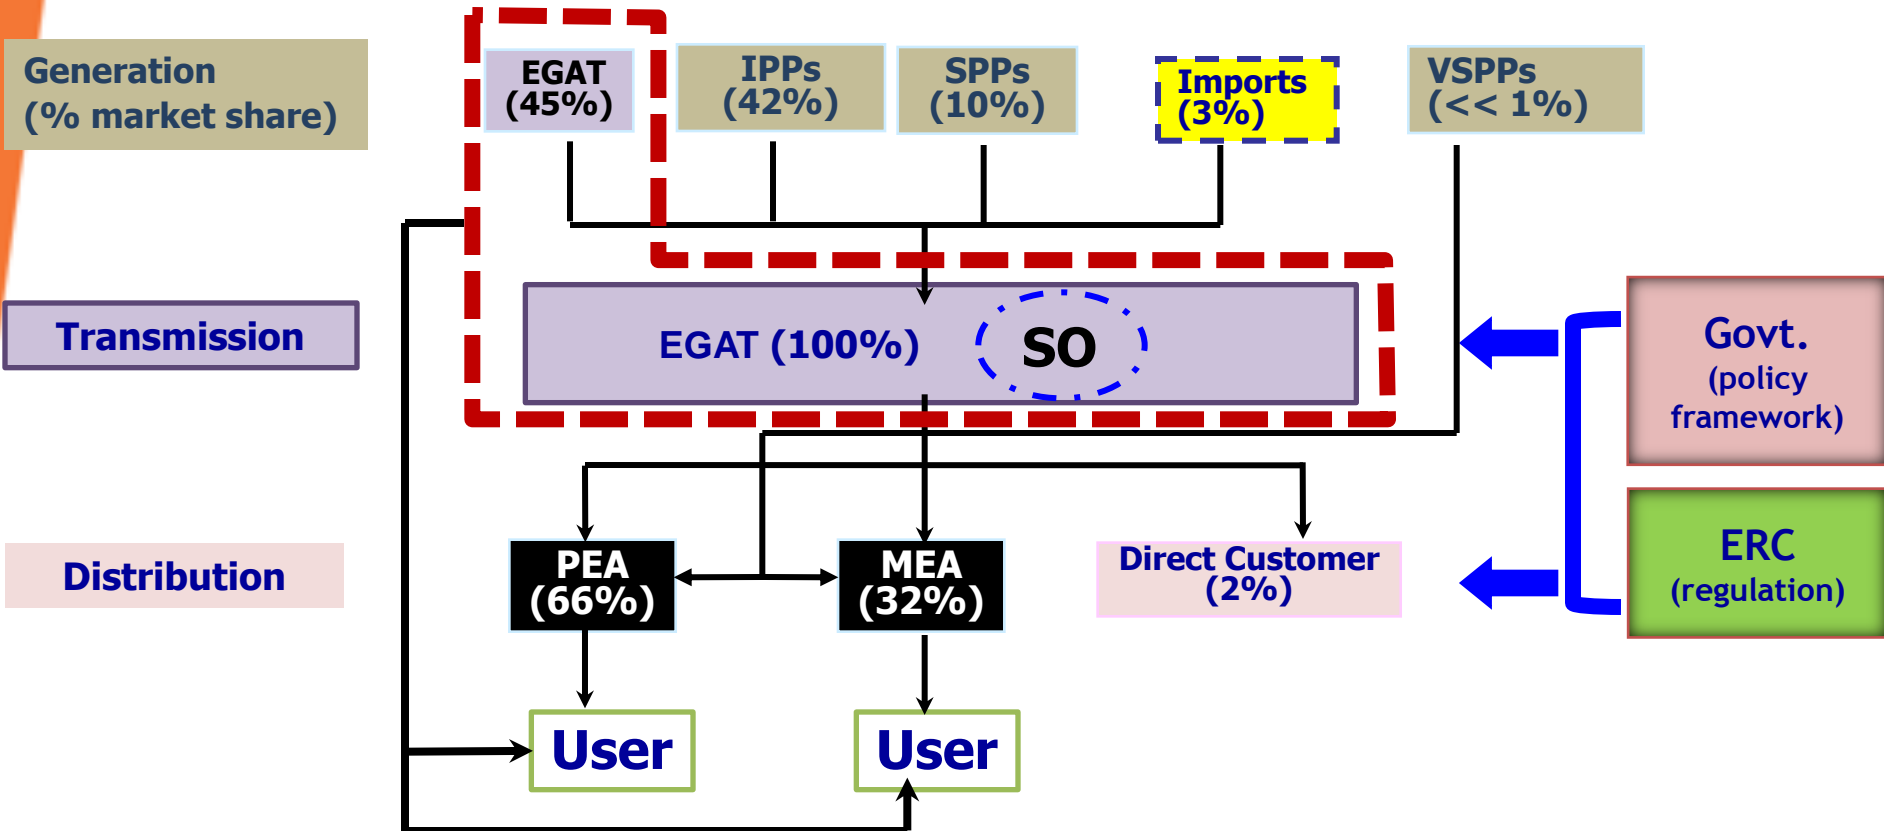 Generation
(% market share)
EGAT
(45%)
IPPs
(42%)
SPPs
(10%)
Imports
(3%)
VSPPs
(<< 1%)
Transmission
EGAT (100%)
SO
Govt.
(policy
framework)
Distribution
PEA
(66%)
MEA
(32%)
Direct Customer
(2%)
ERC
(regulation)
User
User